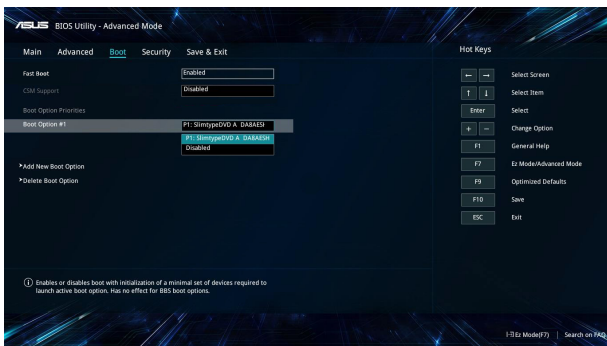 ASUS BIOS Utility - Advanced Mode
Main Advanced Boot Security Save & Exit
Hot Keys
Fast Boot Enabled
CSM Support Disabled
Boot Option Priorities
Boot Option #1 P1: SlimtypeDVD A DA8AESI
P1: SlimtypeDVD A DA8AESH
Disabled
>Add New Boot Option
>Delete Boot Option
← → Select Screen
↑ ↓ Select Item
Enter Select
+ − Change Option
F1 General Help
F7 Ez Mode/Advanced Mode
F9 Optimized Defaults
F10 Save
ESC Exit
Enables or disables boot with initialization of a minimal set of devices required to
launch active boot option. Has no effect for BBS boot options.
Ez Mode(F7) | Search on FAQ